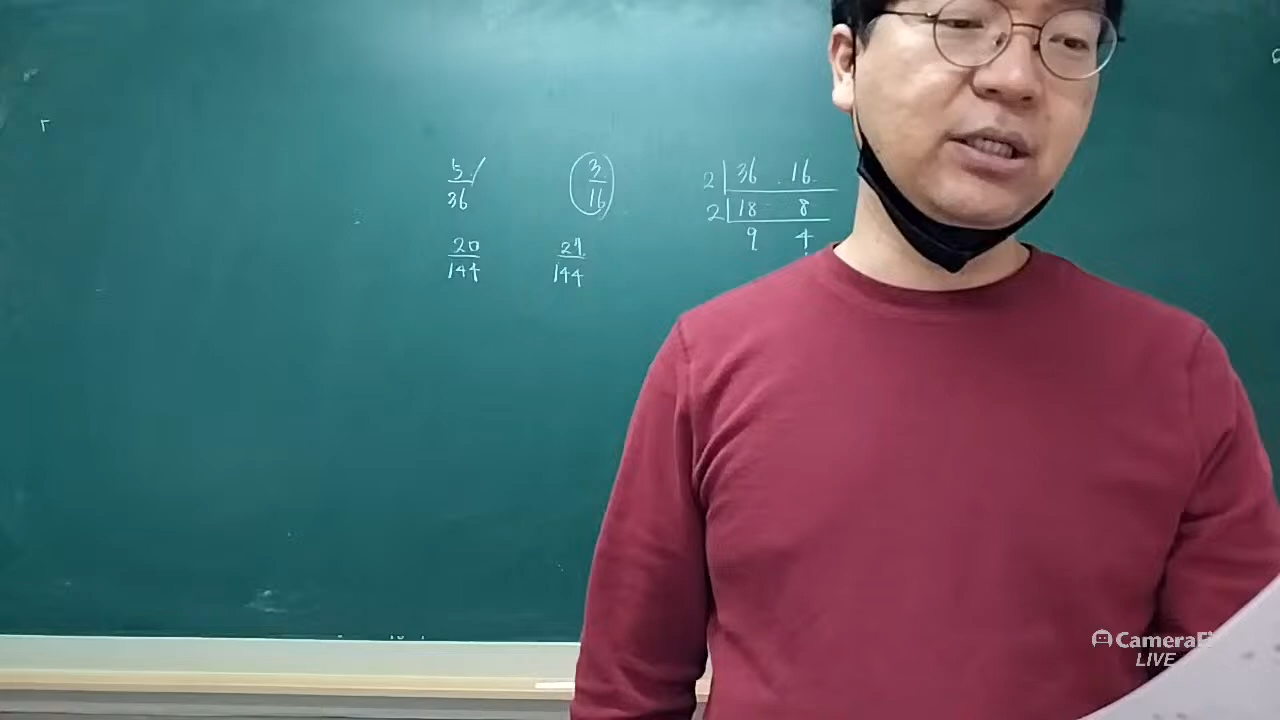 5/36 3/16
20/144 27/144
2 | 36 16
2 | 18 8
9 4
CameraFi
LIVE